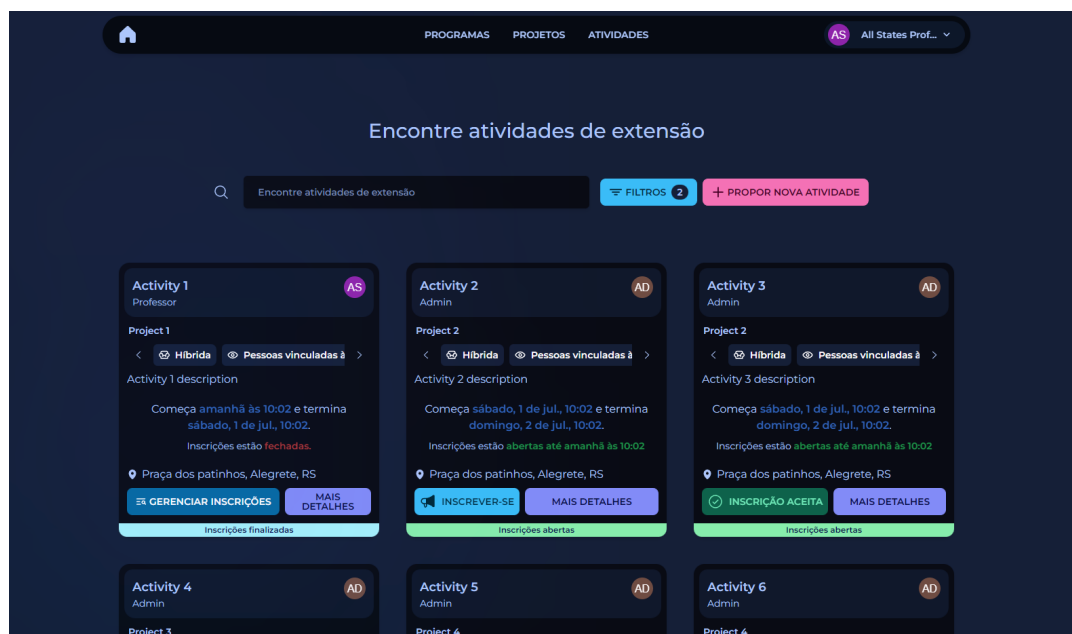 PROGRAMAS PROJETOS ATIVIDADES AS All States Prof...
Encontre atividades de extensão
Encontre atividades de extensão FILTROS 2 PROPOR NOVA ATIVIDADE
Activity 1 AS
Professor
Project 1
Híbrida Pessoas vinculadas à
Activity 1 description
Começa amanhã às 10:02 e termina
sábado, 1 de jul., 10:02.
Inscrições estão fechadas.
Praça dos patinhos, Alegrete, RS
GERENCIAR INSCRIÇÕES MAIS DETALHES
Inscrições finalizadas
Activity 2 AD
Admin
Project 2
Híbrida Pessoas vinculadas à
Activity 2 description
Começa sábado, 1 de jul., 10:02 e termina
domingo, 2 de jul., 10:02.
Inscrições estão abertas até amanhã às 10:02
Praça dos patinhos, Alegrete, RS
INSCREVER-SE MAIS DETALHES
Inscrições abertas
Activity 3 AD
Admin
Project 2
Híbrida Pessoas vinculadas à
Activity 3 description
Começa sábado, 1 de jul., 10:02 e termina
domingo, 2 de jul., 10:02.
Inscrições estão abertas até amanhã às 10:02
Praça dos patinhos, Alegrete, RS
INSCRIÇÃO ACEITA MAIS DETALHES
Inscrições abertas
Activity 4 AD
Admin
Project 3
Activity 5 AD
Admin
Project 4
Activity 6 AD
Admin
Project 4